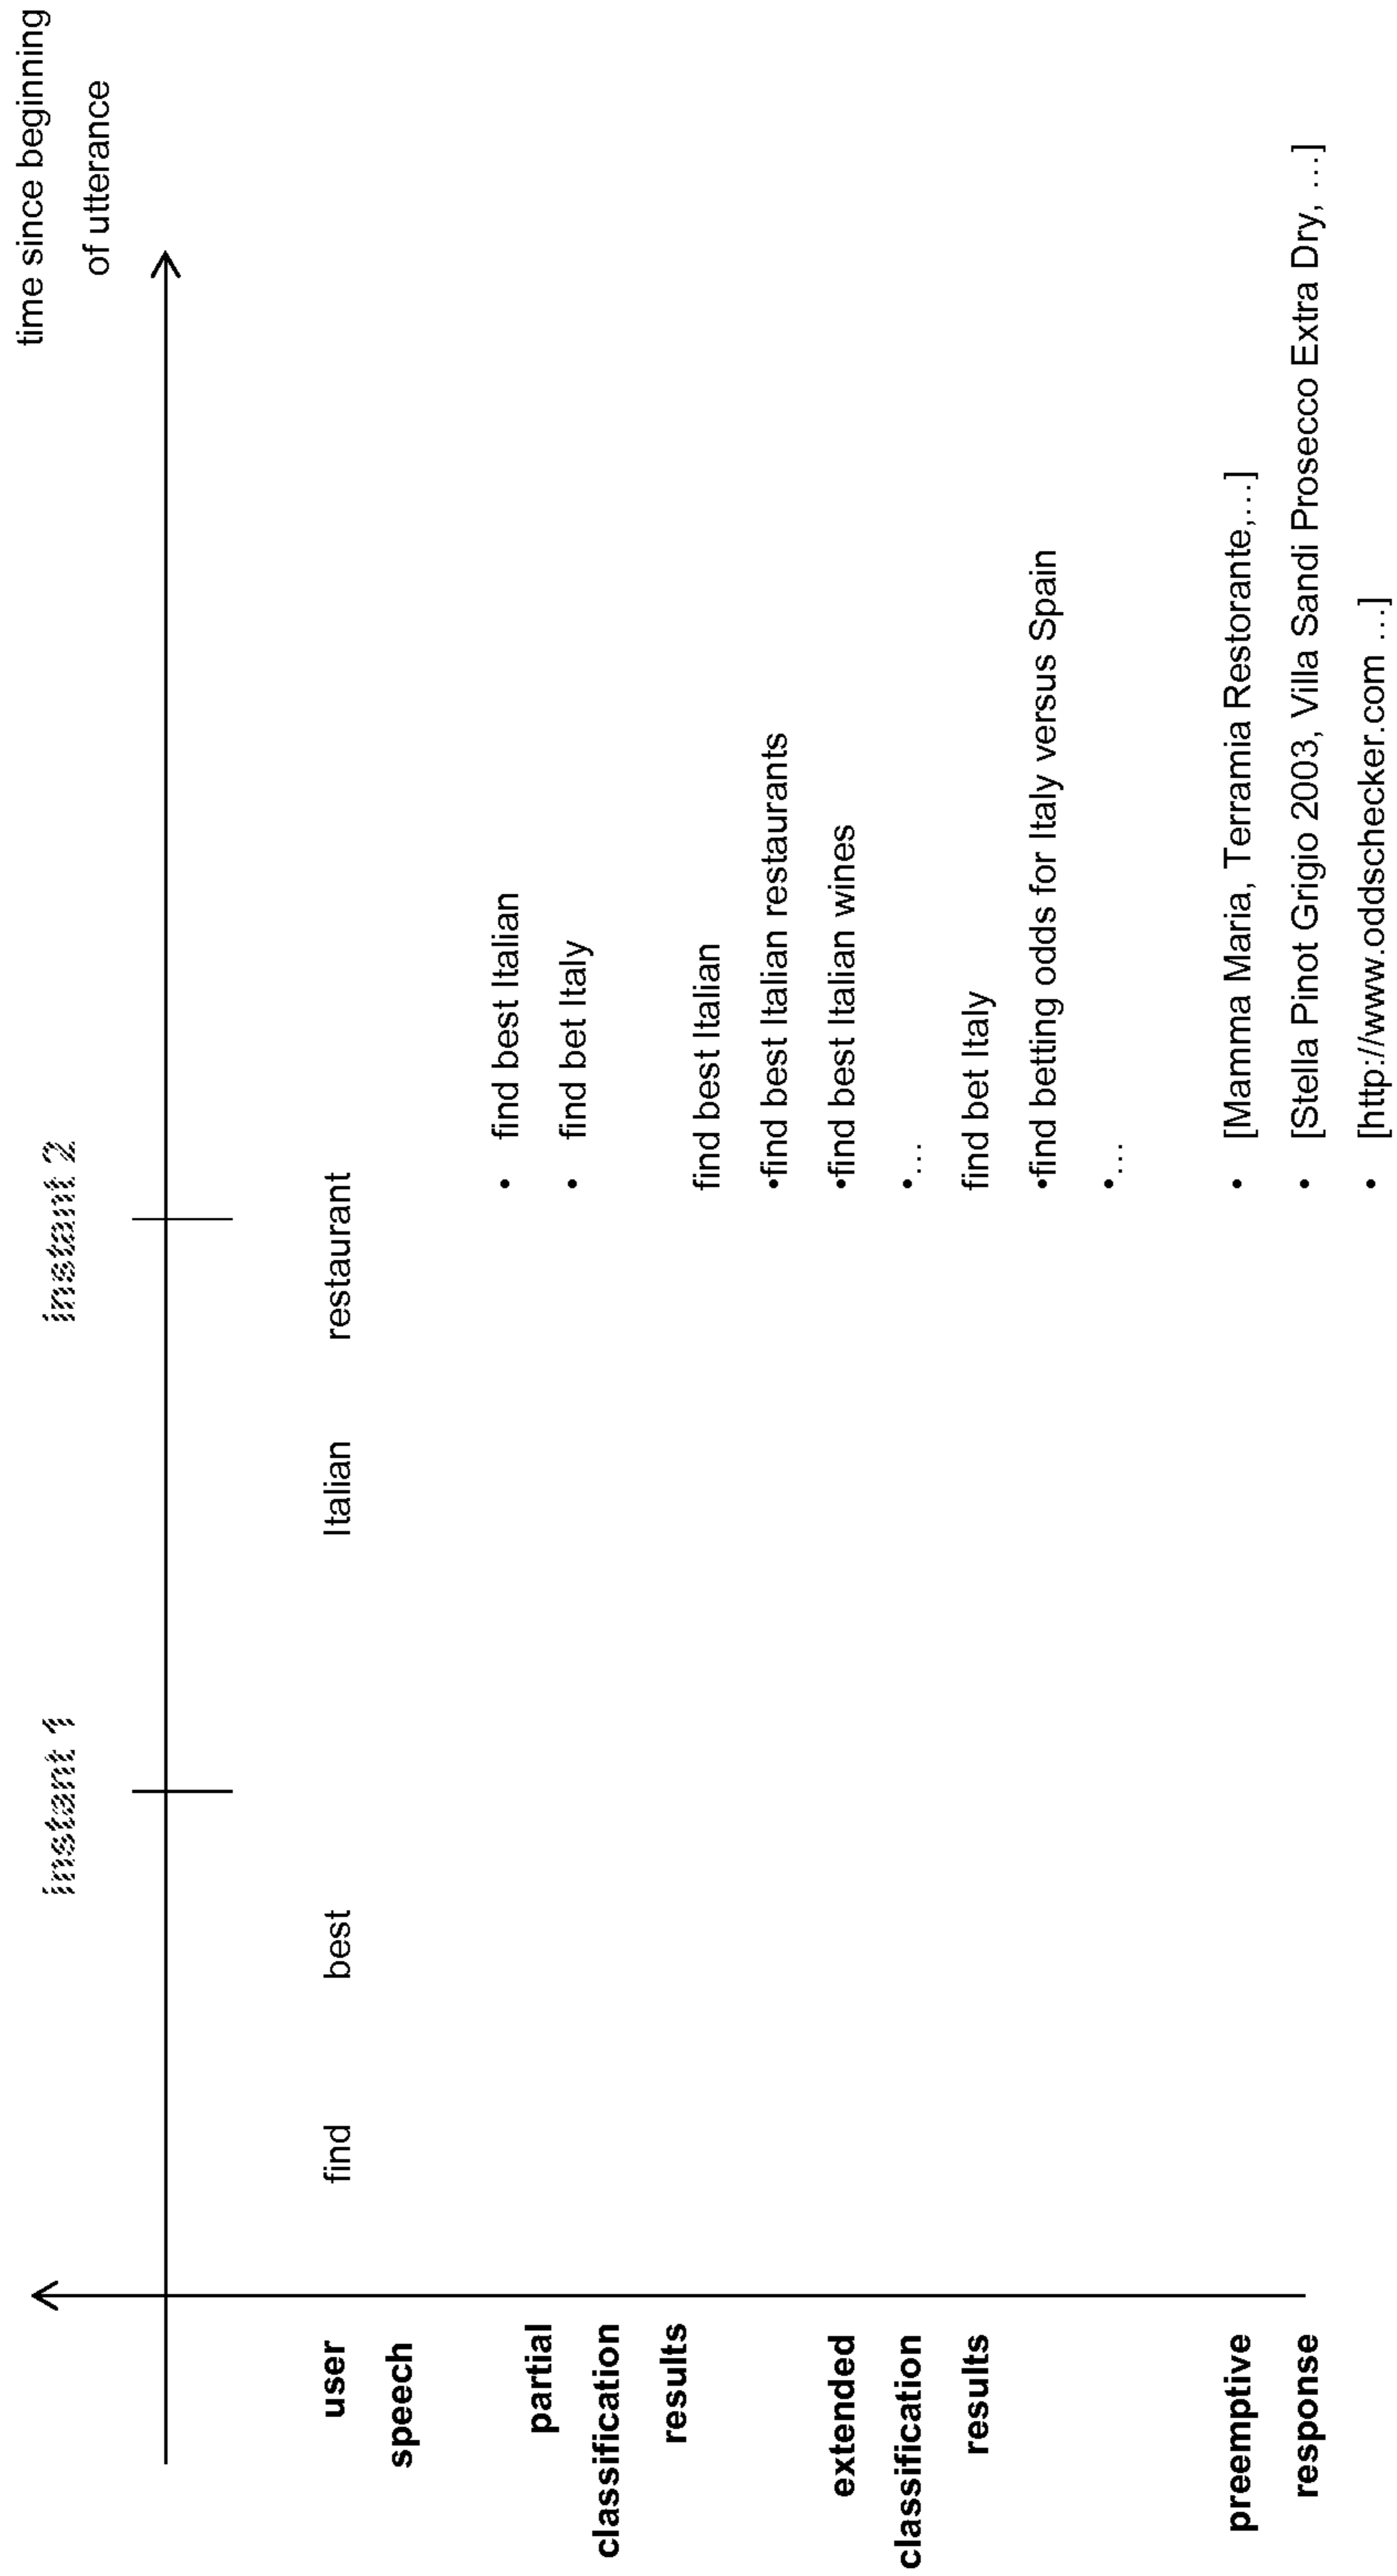 time since beginning
of utterance
instant 1
instant 2
user
speech
find
best
Italian
restaurant
partial
classification
results
• find best Italian
• find bet Italy
extended
classification
results
find best Italian
•find best Italian restaurants
•find best Italian wines
•…
find bet Italy
•find betting odds for Italy versus Spain
•…
preemptive
response
• [Mamma Maria, Terramia Restorante,…]
• [Stella Pinot Grigio 2003, Villa Sandi Prosecco Extra Dry, …]
• [http://www.oddschecker.com …]